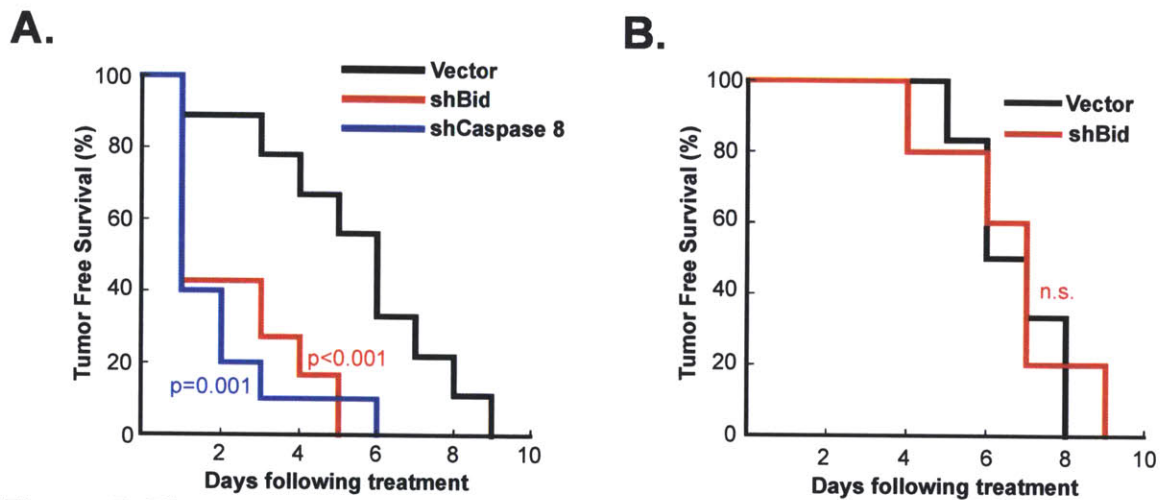 A.
B.
Tumor Free Survival (%)
100
80
60
40
20
0
Vector
shBid
shCaspase 8
p<0.001
p=0.001
2 4 6 8 10
Days following treatment
Tumor Free Survival (%)
100
80
60
40
20
0
Vector
shBid
n.s.
2 4 6 8 10
Days following treatment